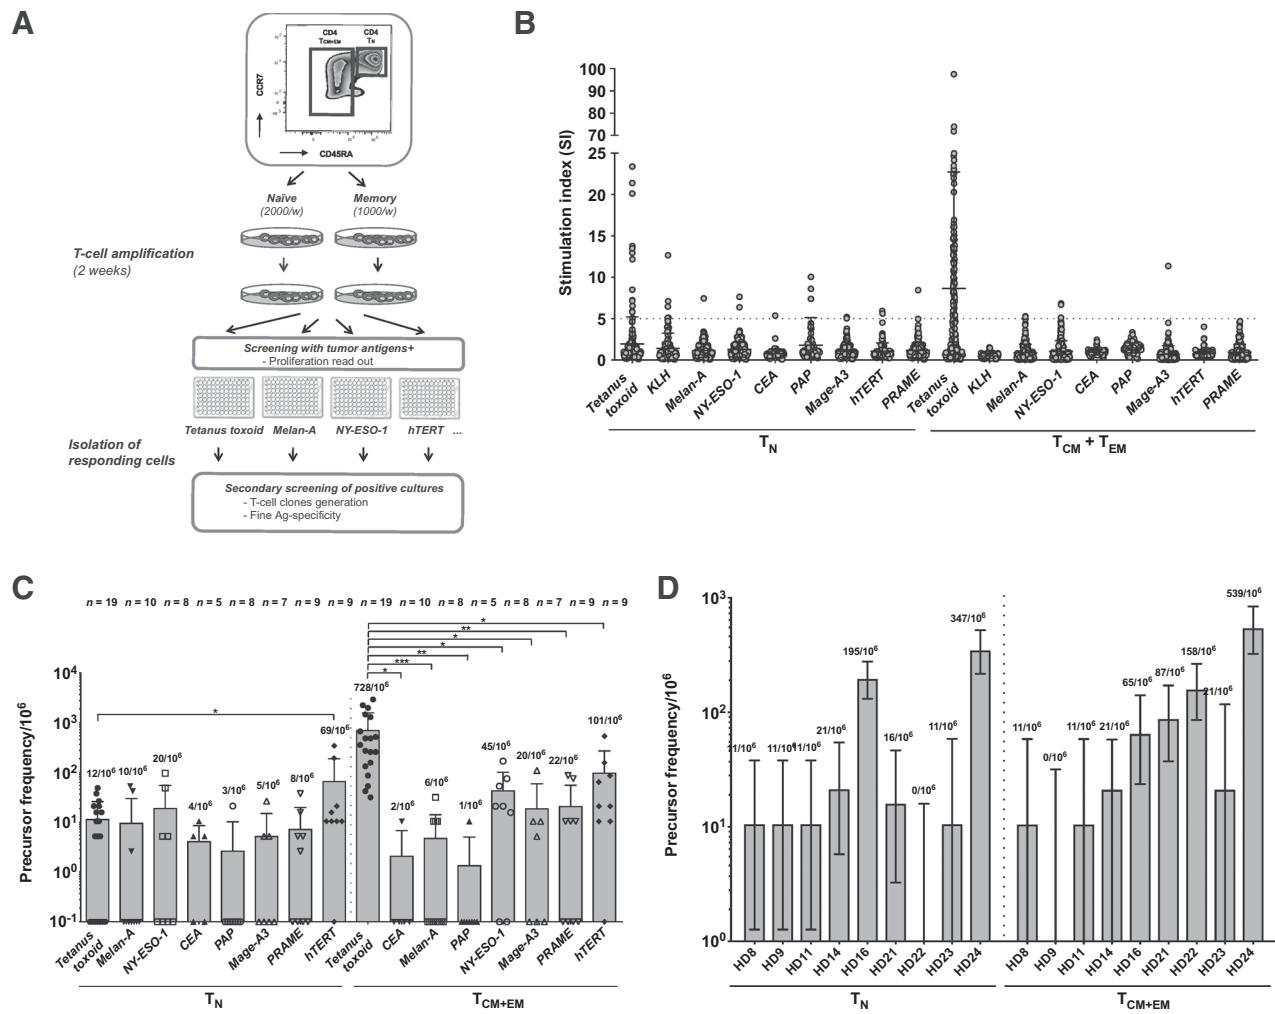 A
CD4
T_CM+EM
CD4
T_N
CCR7
CD45RA
Naïve
(2000/w)
Memory
(1000/w)
T-cell amplification
(2 weeks)
Screening with tumor antigens+
- Proliferation read out
Tetanus toxoid Melan-A NY-ESO-1 hTERT ...
Isolation of
responding cells
Secondary screening of positive cultures
- T-cell clones generation
- Fine Ag-specificity
B
Stimulation index (SI)
100
90
80
70
25
20
15
10
5
0
Tetanus toxoid KLH Melan-A NY-ESO-1 CEA PAP Mage-A3 hTERT PRAME Tetanus toxoid KLH Melan-A NY-ESO-1 CEA PAP Mage-A3 hTERT PRAME
T_N T_CM + T_EM
C
n = 19 n = 10 n = 8 n = 5 n = 8 n = 7 n = 9 n = 9 n = 19 n = 10 n = 8 n = 5 n = 8 n = 7 n = 9 n = 9
*
**
*
*
**
***
*
*
Precursor frequency/10⁶
10⁴
10³
10²
10¹
10⁰
10⁻¹
12/10⁶ 10/10⁶ 20/10⁶ 4/10⁶ 3/10⁶ 5/10⁶ 8/10⁶ 69/10⁶ 728/10⁶ 2/10⁶ 6/10⁶ 1/10⁶ 45/10⁶ 20/10⁶ 22/10⁶ 101/10⁶
Tetanus toxoid Melan-A NY-ESO-1 CEA PAP Mage-A3 PRAME hTERT Tetanus toxoid CEA Melan-A PAP NY-ESO-1 Mage-A3 PRAME hTERT
T_N T_CM+EM
D
Precursor frequency/10⁶
10³
10²
10¹
10⁰
11/10⁶ 11/10⁶ 11/10⁶ 21/10⁶ 195/10⁶ 16/10⁶ 0/10⁶ 11/10⁶ 347/10⁶ 11/10⁶ 0/10⁶ 11/10⁶ 21/10⁶ 65/10⁶ 87/10⁶ 158/10⁶ 21/10⁶ 539/10⁶
HD8 HD9 HD11 HD14 HD16 HD21 HD22 HD23 HD24 HD8 HD9 HD11 HD14 HD16 HD21 HD22 HD23 HD24
T_N T_CM+EM